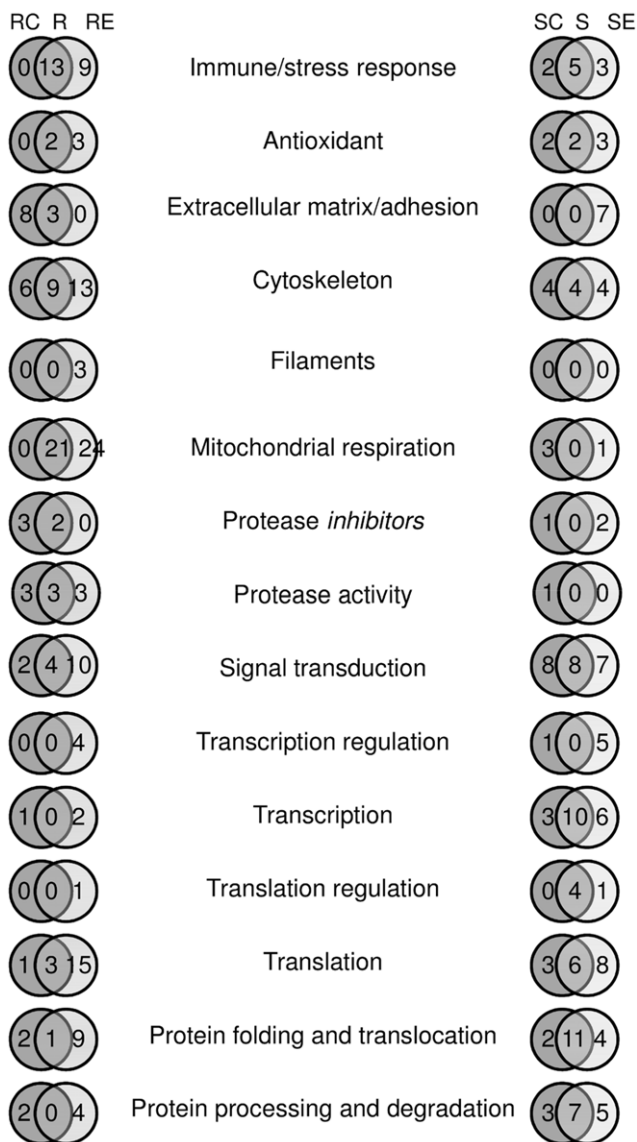 RC R RE SC S SE
0 13 9 Immune/stress response 2 5 3
0 2 3 Antioxidant 2 2 3
8 3 0 Extracellular matrix/adhesion 0 0 7
6 9 13 Cytoskeleton 4 4 4
0 0 3 Filaments 0 0 0
0 21 24 Mitochondrial respiration 3 0 1
3 2 0 Protease inhibitors 1 0 2
3 3 3 Protease activity 1 0 0
2 4 10 Signal transduction 8 8 7
0 0 4 Transcription regulation 1 0 5
1 0 2 Transcription 3 10 6
0 0 1 Translation regulation 0 4 1
1 3 15 Translation 3 6 8
2 1 9 Protein folding and translocation 2 11 4
2 0 4 Protein processing and degradation 3 7 5